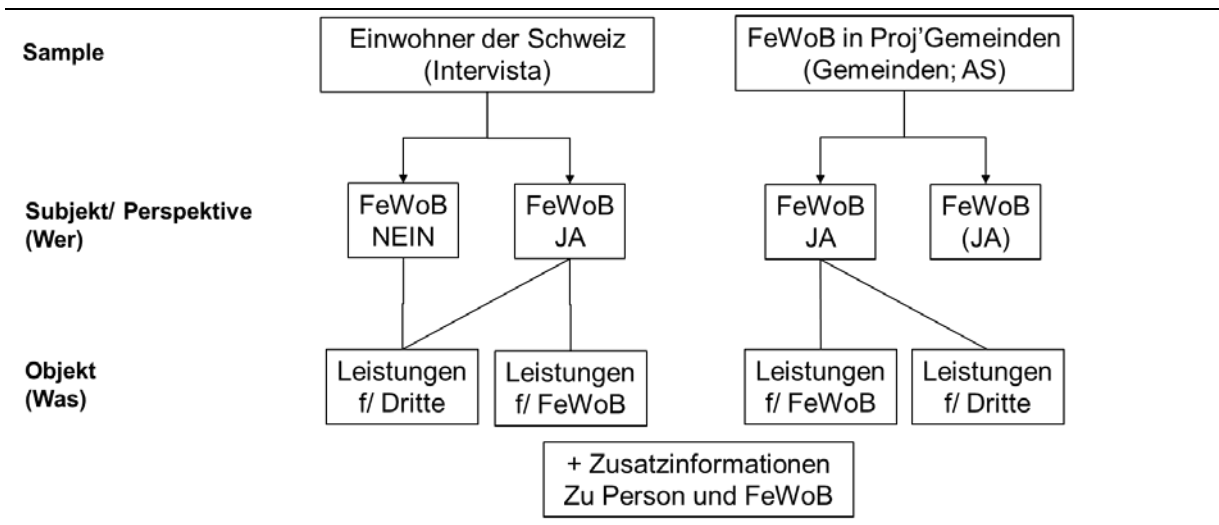 Sample
Einwohner der Schweiz
(Intervista)
FeWoB in Proj'Gemeinden
(Gemeinden; AS)
Subjekt/ Perspektive
(Wer)
FeWoB
NEIN
FeWoB
JA
FeWoB
JA
FeWoB
(JA)
Objekt
(Was)
Leistungen
f/ Dritte
Leistungen
f/ FeWoB
Leistungen
f/ FeWoB
Leistungen
f/ Dritte
+ Zusatzinformationen
Zu Person und FeWoB